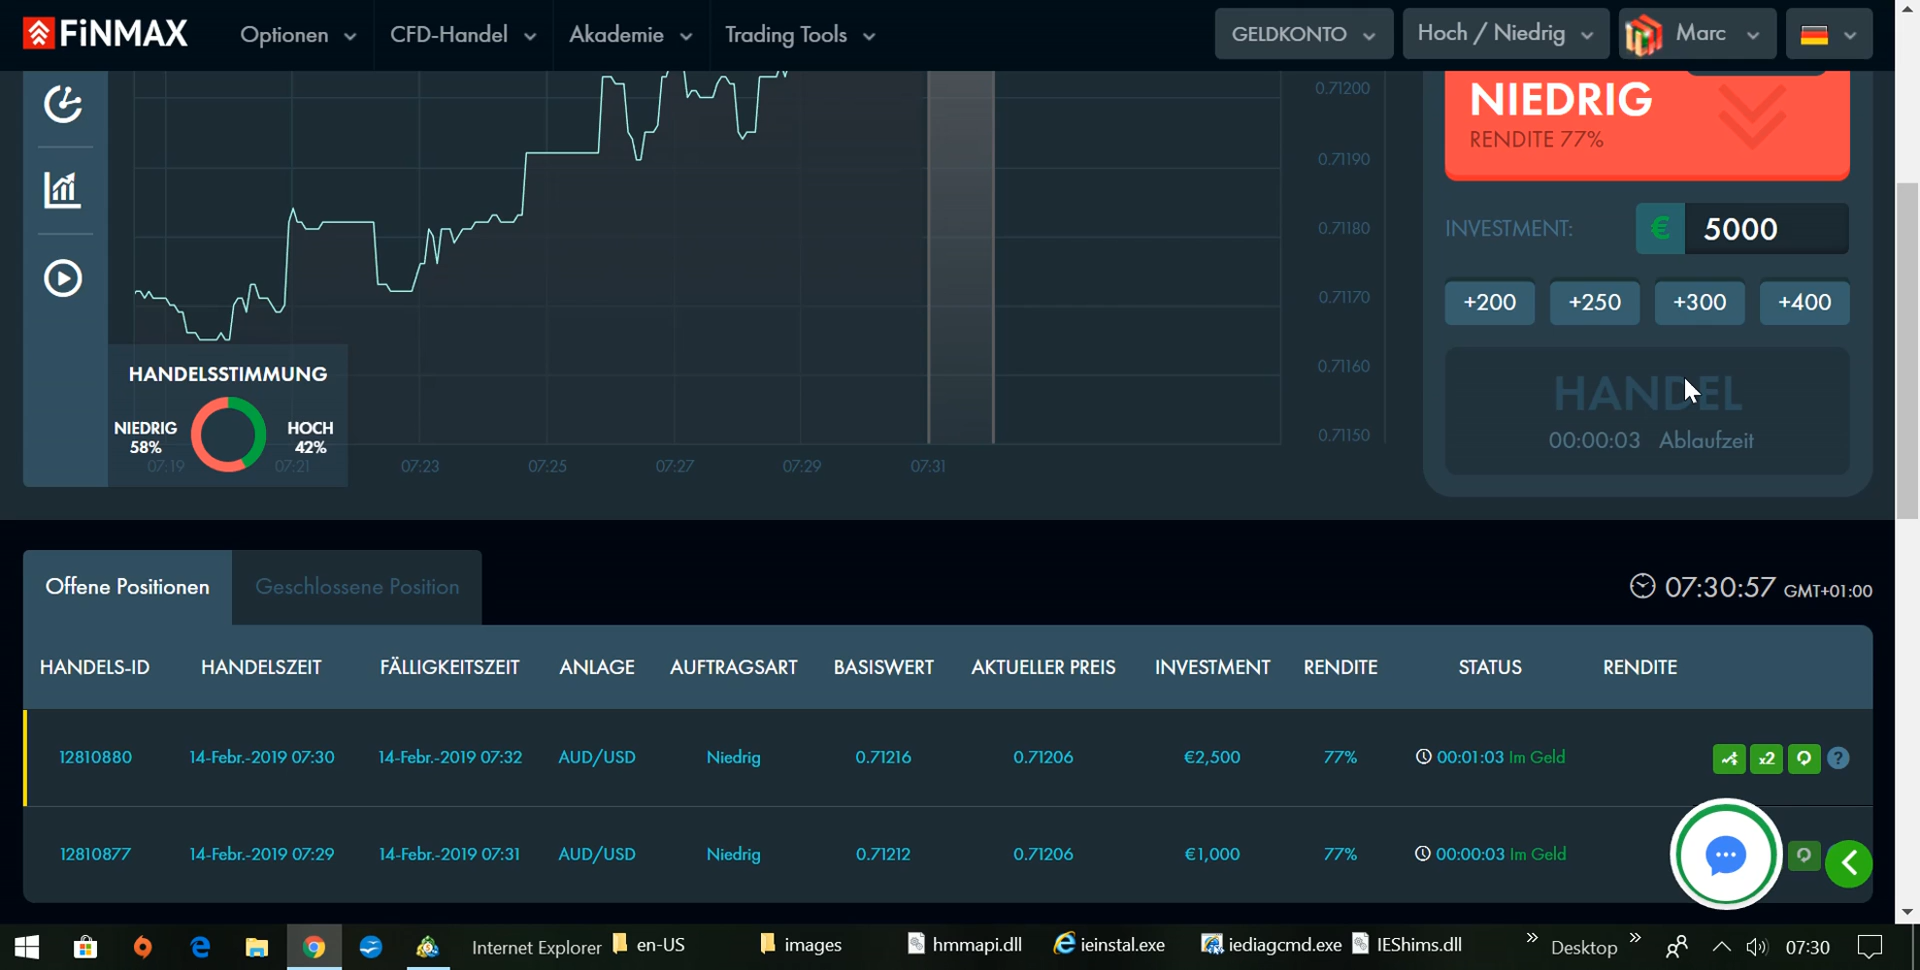 FiNMAX
Optionen
CFD-Handel
Akademie
Trading Tools
GELDKONTO
Hoch / Niedrig
Marc
0.71200
0.71190
0.71180
0.71170
0.71160
0.71150
HANDELSSTIMMUNG
NIEDRIG
58%
HOCH
42%
07:19
07:21
07:23
07:25
07:27
07:29
07:31
NIEDRIG
RENDITE 77%
INVESTMENT:
€
5000
+200
+250
+300
+400
HANDEL
00:00:03 Ablaufzeit
Offene Positionen
Geschlossene Position
07:30:57 GMT+01:00
HANDELS-ID HANDELSZEIT FÄLLIGKEITSZEIT ANLAGE AUFTRAGSART BASISWERT AKTUELLER PREIS INVESTMENT RENDITE STATUS RENDITE
12810880 14-Febr.-2019 07:30 14-Febr.-2019 07:32 AUD/USD Niedrig 0.71216 0.71206 €2,500 77% 00:01:03 Im Geld x2 ?
12810877 14-Febr.-2019 07:29 14-Febr.-2019 07:31 AUD/USD Niedrig 0.71212 0.71206 €1,000 77% 00:00:03 Im Geld
Internet Explorer en-US images hmmapi.dll ieinstal.exe iediagcmd.exe IEShims.dll » Desktop » 07:30